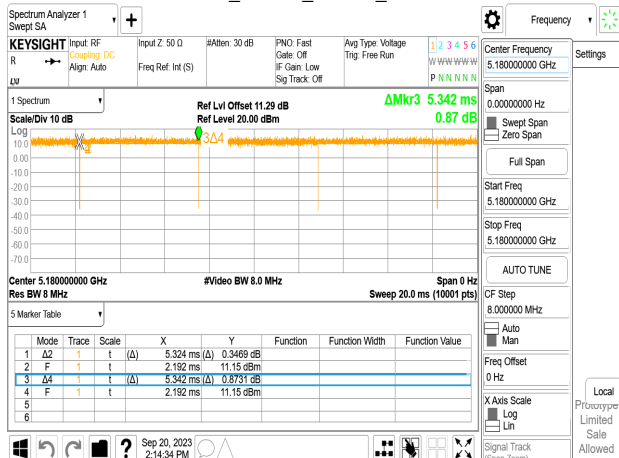 Spectrum Analyzer 1
Swept SA
Frequency
KEYSIGHT
R
LNI
Input: RF
Coupling: DC
Align: Auto
Input Z: 50 Ω
Freq Ref: Int (S)
#Atten: 30 dB
PNO: Fast
Gate: Off
IF Gain: Low
Sig Track: Off
Avg Type: Voltage
Trig: Free Run
1 2 3 4 5 6
W W W W W W
P N N N N N
Center Frequency
5.180000000 GHz
Settings
1 Spectrum
Scale/Div 10 dB
Ref Lvl Offset 11.29 dB
Ref Level 20.00 dBm
ΔMkr3 5.342 ms
0.87 dB
Span
0.00000000 Hz
Swept Span
Zero Span
Full Span
Log
10.0
0.00
-10.0
-20.0
-30.0
-40.0
-50.0
-60.0
-70.0
3Δ4
Start Freq
5.180000000 GHz
Stop Freq
5.180000000 GHz
AUTO TUNE
Center 5.180000000 GHz
Res BW 8 MHz
#Video BW 8.0 MHz
Span 0 Hz
Sweep 20.0 ms (10001 pts)
CF Step
8.000000 MHz
Auto
Man
5 Marker Table
Mode Trace Scale X Y Function Function Width Function Value
1 Δ2 1 t (Δ) 5.324 ms (Δ) 0.3469 dB
2 F 1 t 2.192 ms 11.15 dBm
3 Δ4 1 t (Δ) 5.342 ms (Δ) 0.8731 dB
4 F 1 t 2.192 ms 11.15 dBm
5
6
Freq Offset
0 Hz
X Axis Scale
Log
Lin
Local
Prototype
Limited
Sale
Allowed
Signal Track
(Span Zoom)
?
Sep 20, 2023
2:14:34 PM